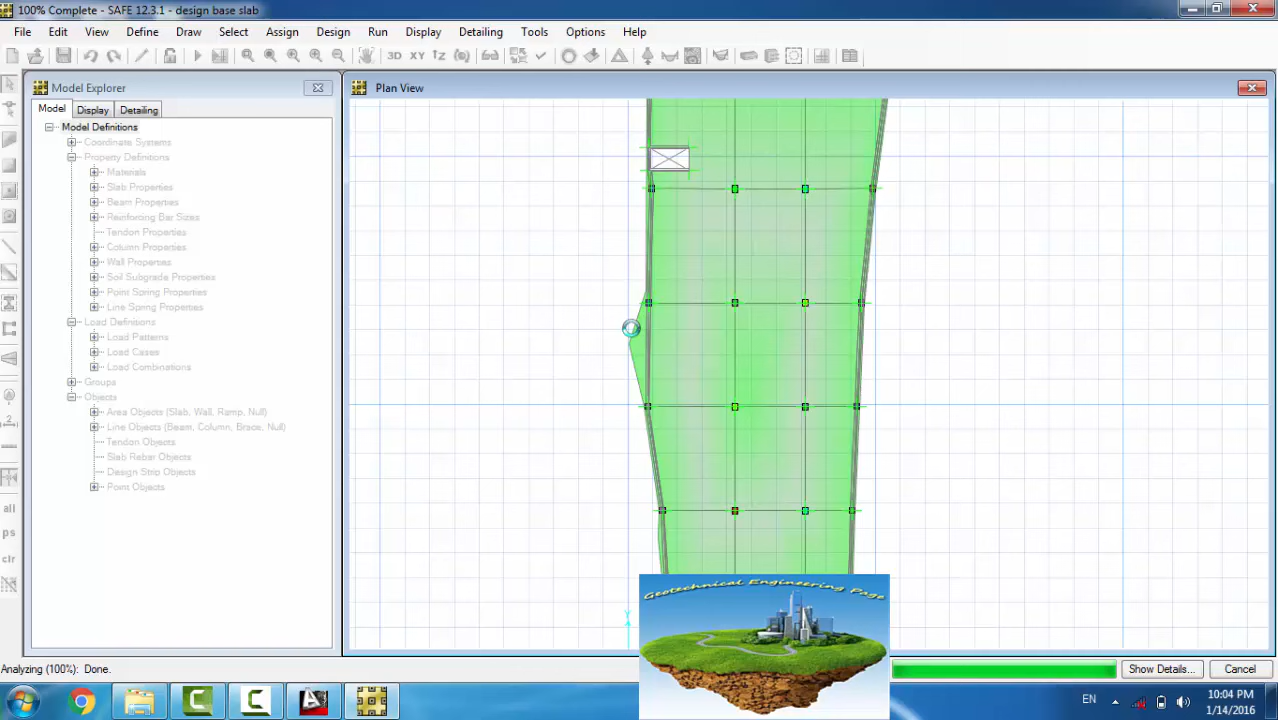 100% Complete - SAFE 12.3.1 - design base slab
File Edit View Define Draw Select Assign Design Run Display Detailing Tools Options Help
3D XY
Model Explorer
Plan View
Model Display Detailing
Model Definitions
Coordinate Systems
Property Definitions
Materials
Slab Properties
Beam Properties
Reinforcing Bar Sizes
Tendon Properties
Column Properties
Wall Properties
Soil Subgrade Properties
Point Spring Properties
Line Spring Properties
Load Definitions
Load Patterns
Load Cases
Load Combinations
Groups
Objects
Area Objects (Slab, Wall, Ramp, Null)
Line Objects (Beam, Column, Brace, Null)
Tendon Objects
Slab Rebar Objects
Design Strip Objects
Point Objects
all
ps
clr
Y
Geotechnical Engineering Page
Analyzing (100%): Done.
Show Details...
Cancel
EN
10:04 PM
1/14/2016